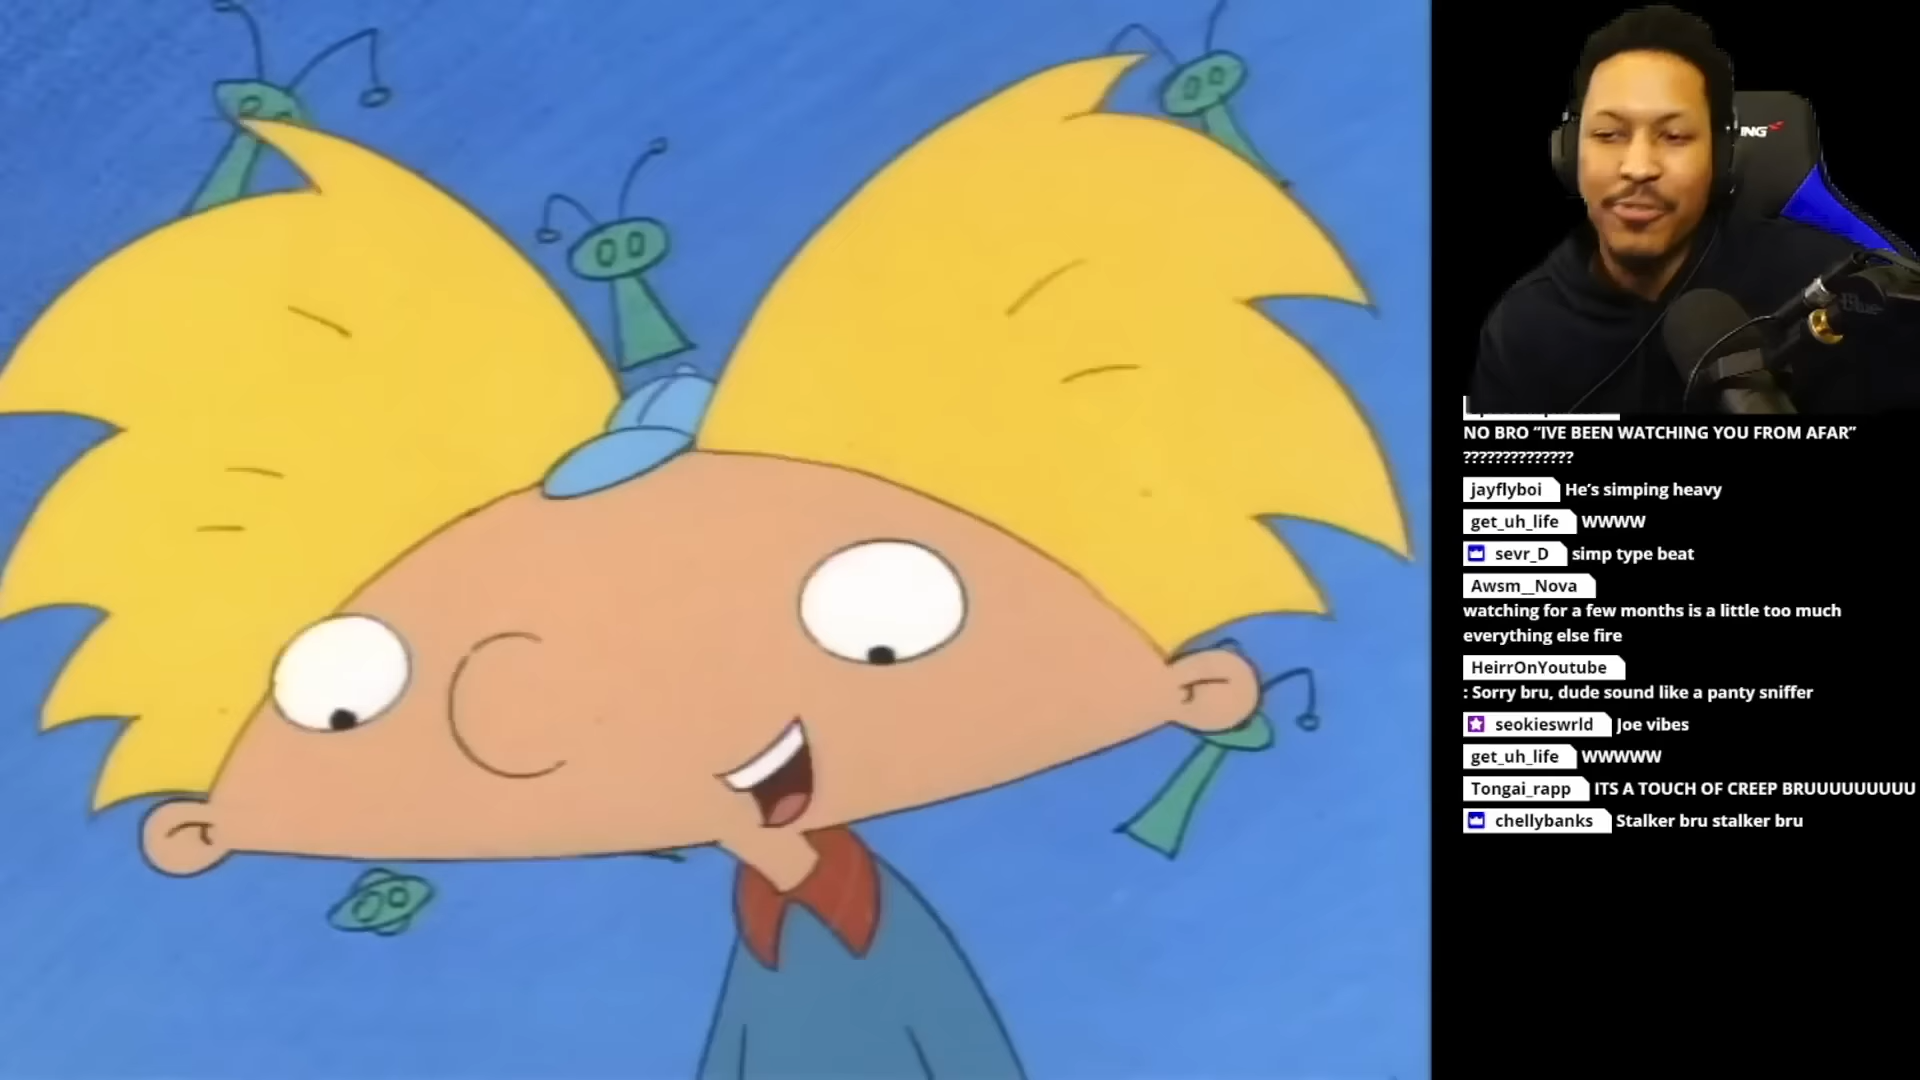 ING
Blue
NO BRO “IVE BEEN WATCHING YOU FROM AFAR”
??????????????
jayflyboi He’s simping heavy
get_uh_life WWWW
sevr_D simp type beat
Awsm__Nova
watching for a few months is a little too much
everything else fire
HeirrOnYoutube
: Sorry bru, dude sound like a panty sniffer
seokieswrld Joe vibes
get_uh_life WWWWW
Tongai_rapp ITS A TOUCH OF CREEP BRUUUUUUUUU
chellybanks Stalker bru stalker bru